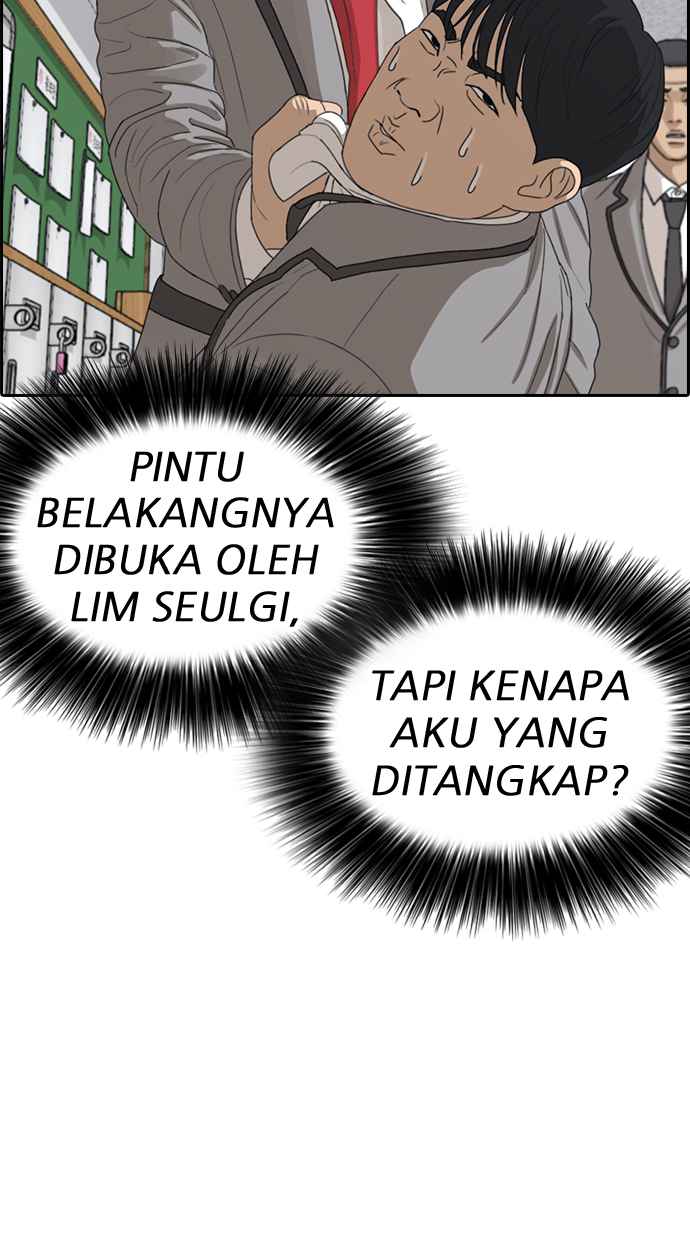 PINTU
BELAKANGNYA
DIBUKA OLEH
LIM SEULGI,
TAPI KENAPA
AKU YANG
DITANGKAP?